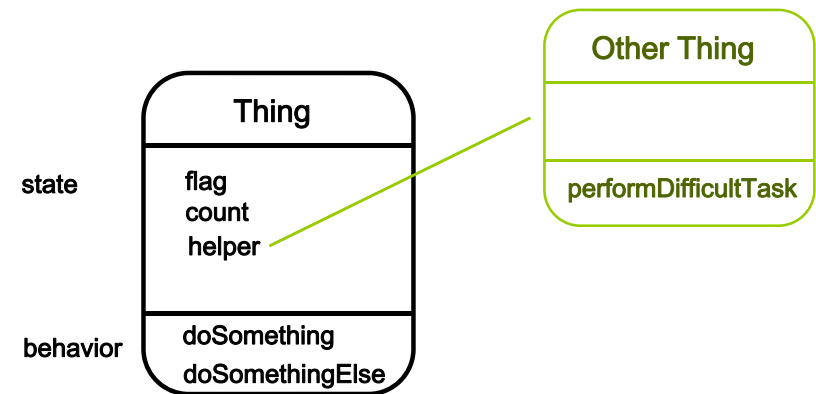 Other Thing
performDifficultTask
Thing
state
flag
count
helper
behavior
doSomething
doSomethingElse